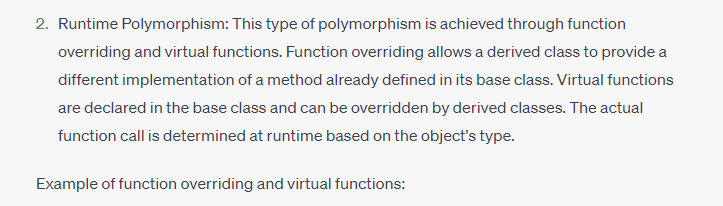 2. Runtime Polymorphism: This type of polymorphism is achieved through function
overriding and virtual functions. Function overriding allows a derived class to provide a
different implementation of a method already defined in its base class. Virtual functions
are declared in the base class and can be overridden by derived classes. The actual
function call is determined at runtime based on the object's type.
Example of function overriding and virtual functions: